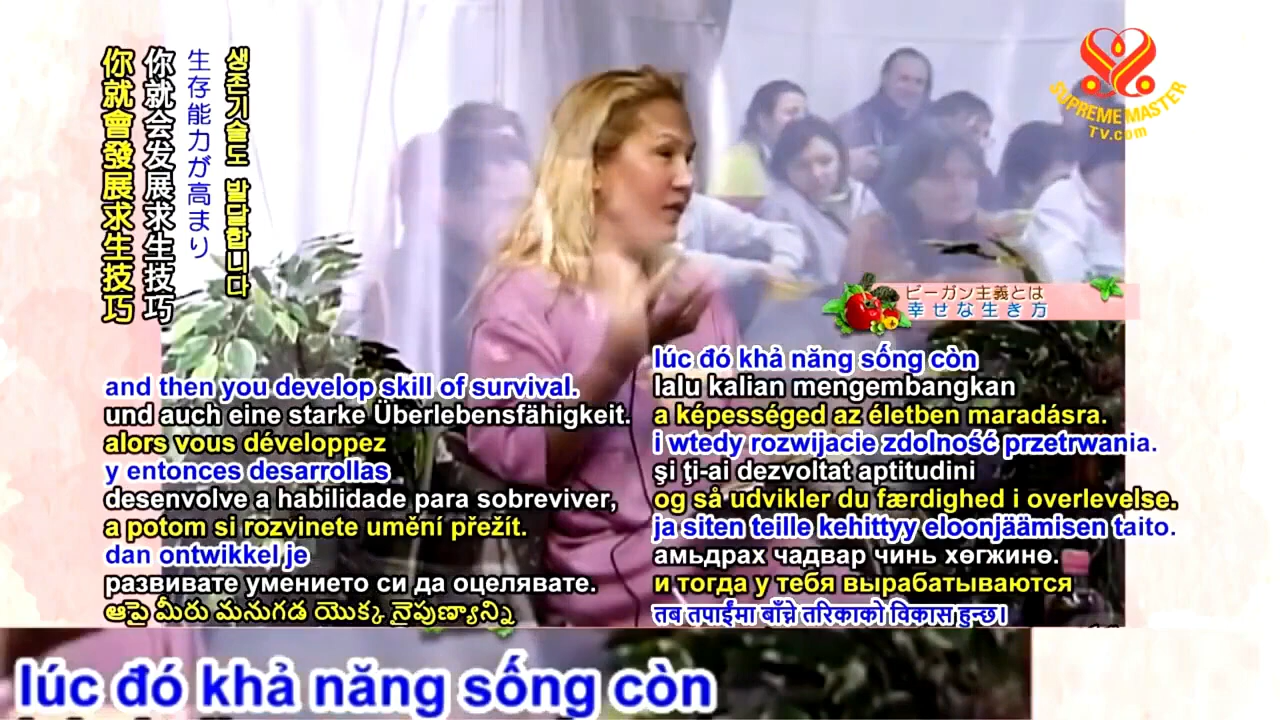 你就會發展求生技巧
你就会发展求生技巧
生存能力が高まり
생존기술도 발달합니다
SUPREME MASTER
TV.com
ビーガン主義とは
幸せな生き方
and then you develop skill of survival.
und auch eine starke Überlebensfähigkeit.
alors vous développez
y entonces desarrollas
desenvolve a habilidade para sobreviver,
a potom si rozvinete umění přežít.
dan ontwikkel je
развивате умението си да оцелявате.
ఆపై మీరు మనుగడ యొక్క నైపుణ్యాన్ని
lúc đó khả năng sống còn
lalu kalian mengembangkan
a képességed az életben maradásra.
i wtedy rozwijacie zdolność przetrwania.
şi ţi-ai dezvoltat aptitudini
og så udvikler du færdighed i overlevelse.
ja siten teille kehittyy eloonjäämisen taito.
амьдрах чадвар чинь хөгжинө.
и тогда у тебя вырабатываются
तब तपाईंमा बाँच्ने तरिकाको विकास हुन्छ।
lúc đó khả năng sống còn